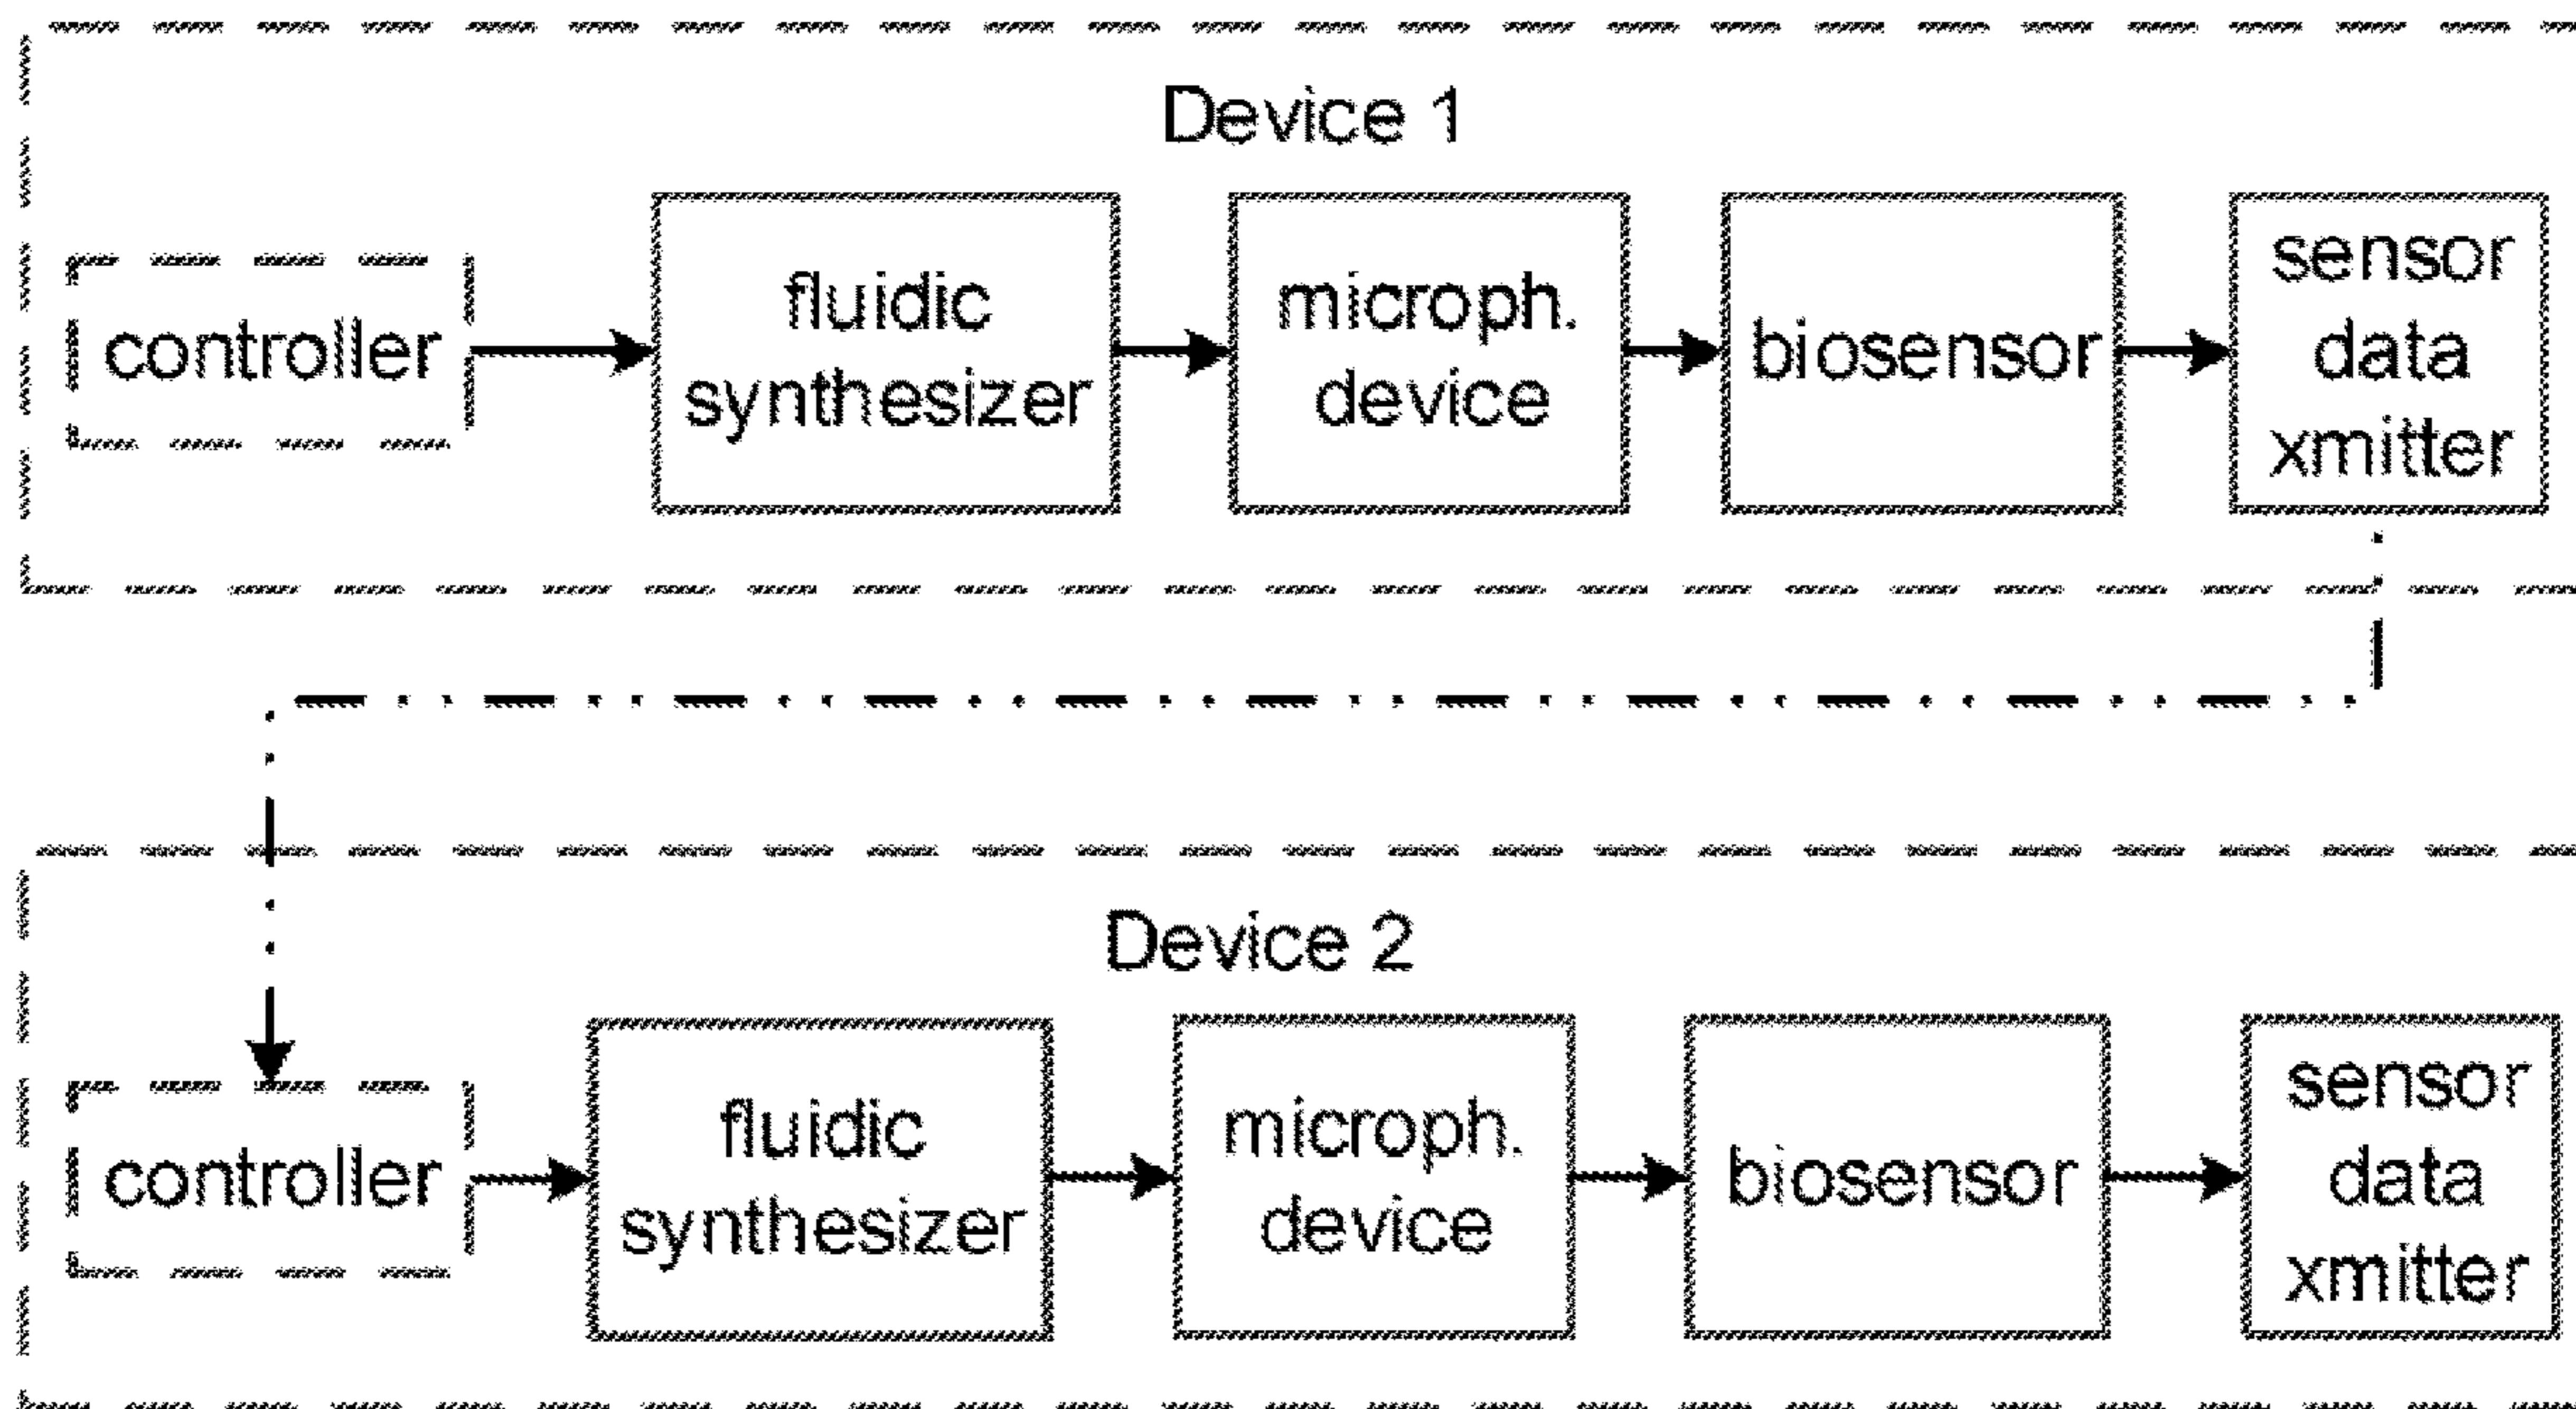 Device 1
controller
fluidic
synthesizer
microph.
device
biosensor
sensor
data
xmitter
Device 2
controller
fluidic
synthesizer
microph.
device
biosensor
sensor
data
xmitter